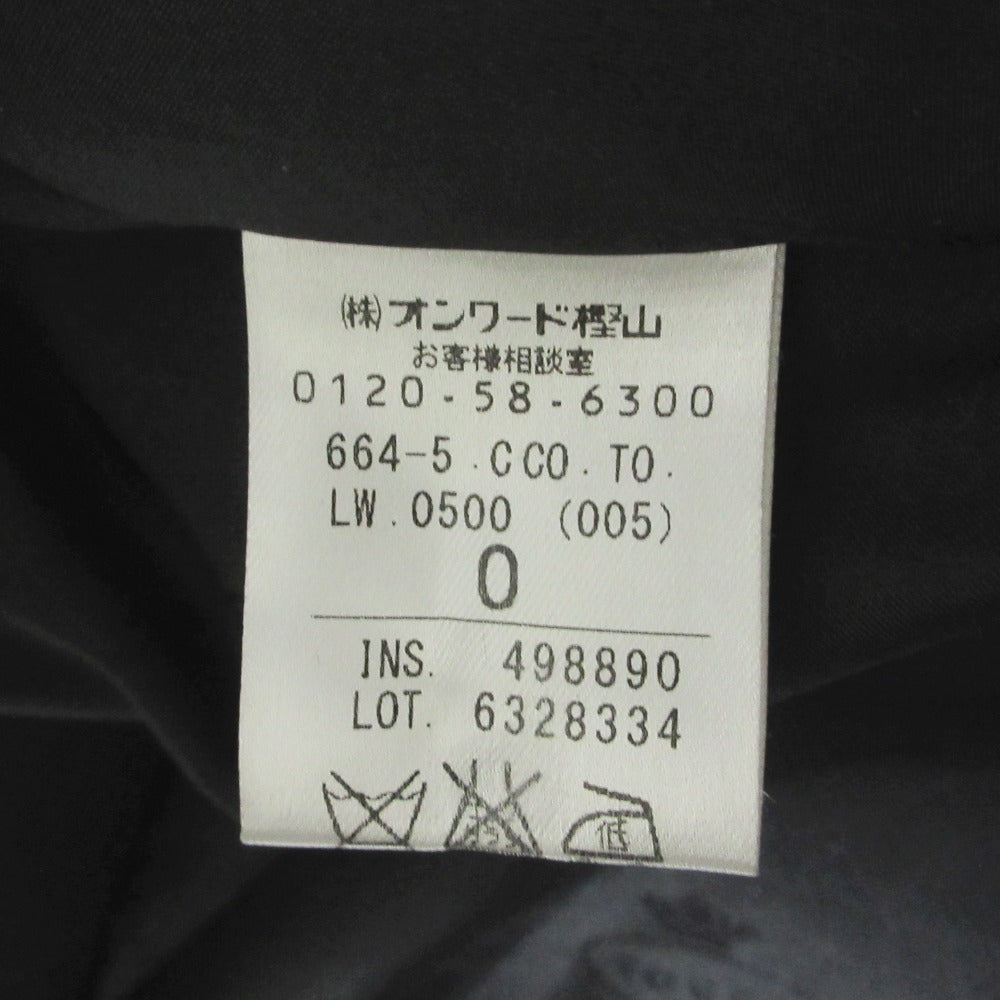 ㈱オンワード樫山
お客様相談室
0120-58-6300
664-5.CCO.TO.
LW.0500 (005)
0
INS. 498890
LOT. 6328334
低